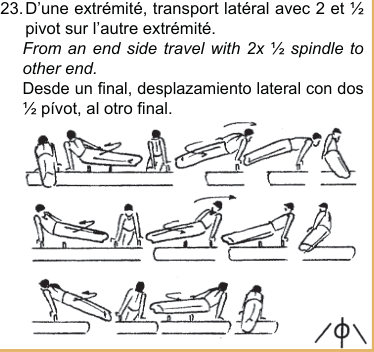 23. D'une extrémité, transport latéral avec 2 et ½
pivot sur l'autre extrémité.
From an end side travel with 2x ½ spindle to
other end.
Desde un final, desplazamiento lateral con dos
½ pívot, al otro final.